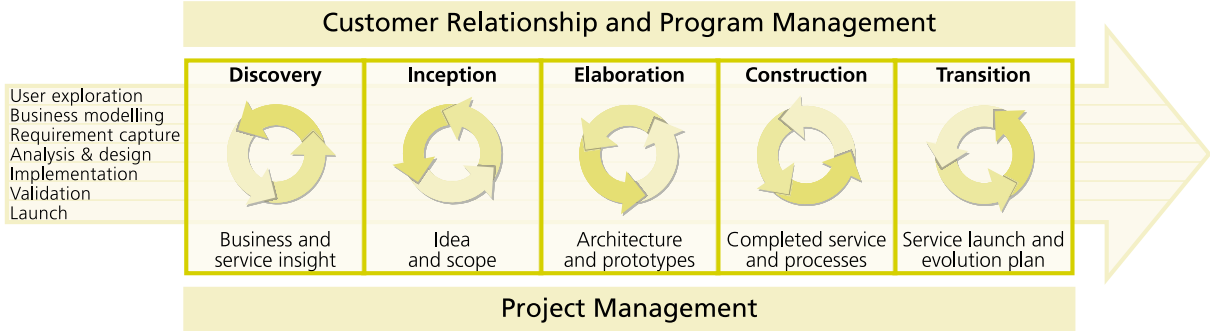 Customer Relationship and Program Management
User exploration
Business modelling
Requirement capture
Analysis & design
Implementation
Validation
Launch
Discovery
Business and
service insight
Inception
Idea
and scope
Elaboration
Architecture
and prototypes
Construction
Completed service
and processes
Transition
Service launch and
evolution plan
Project Management